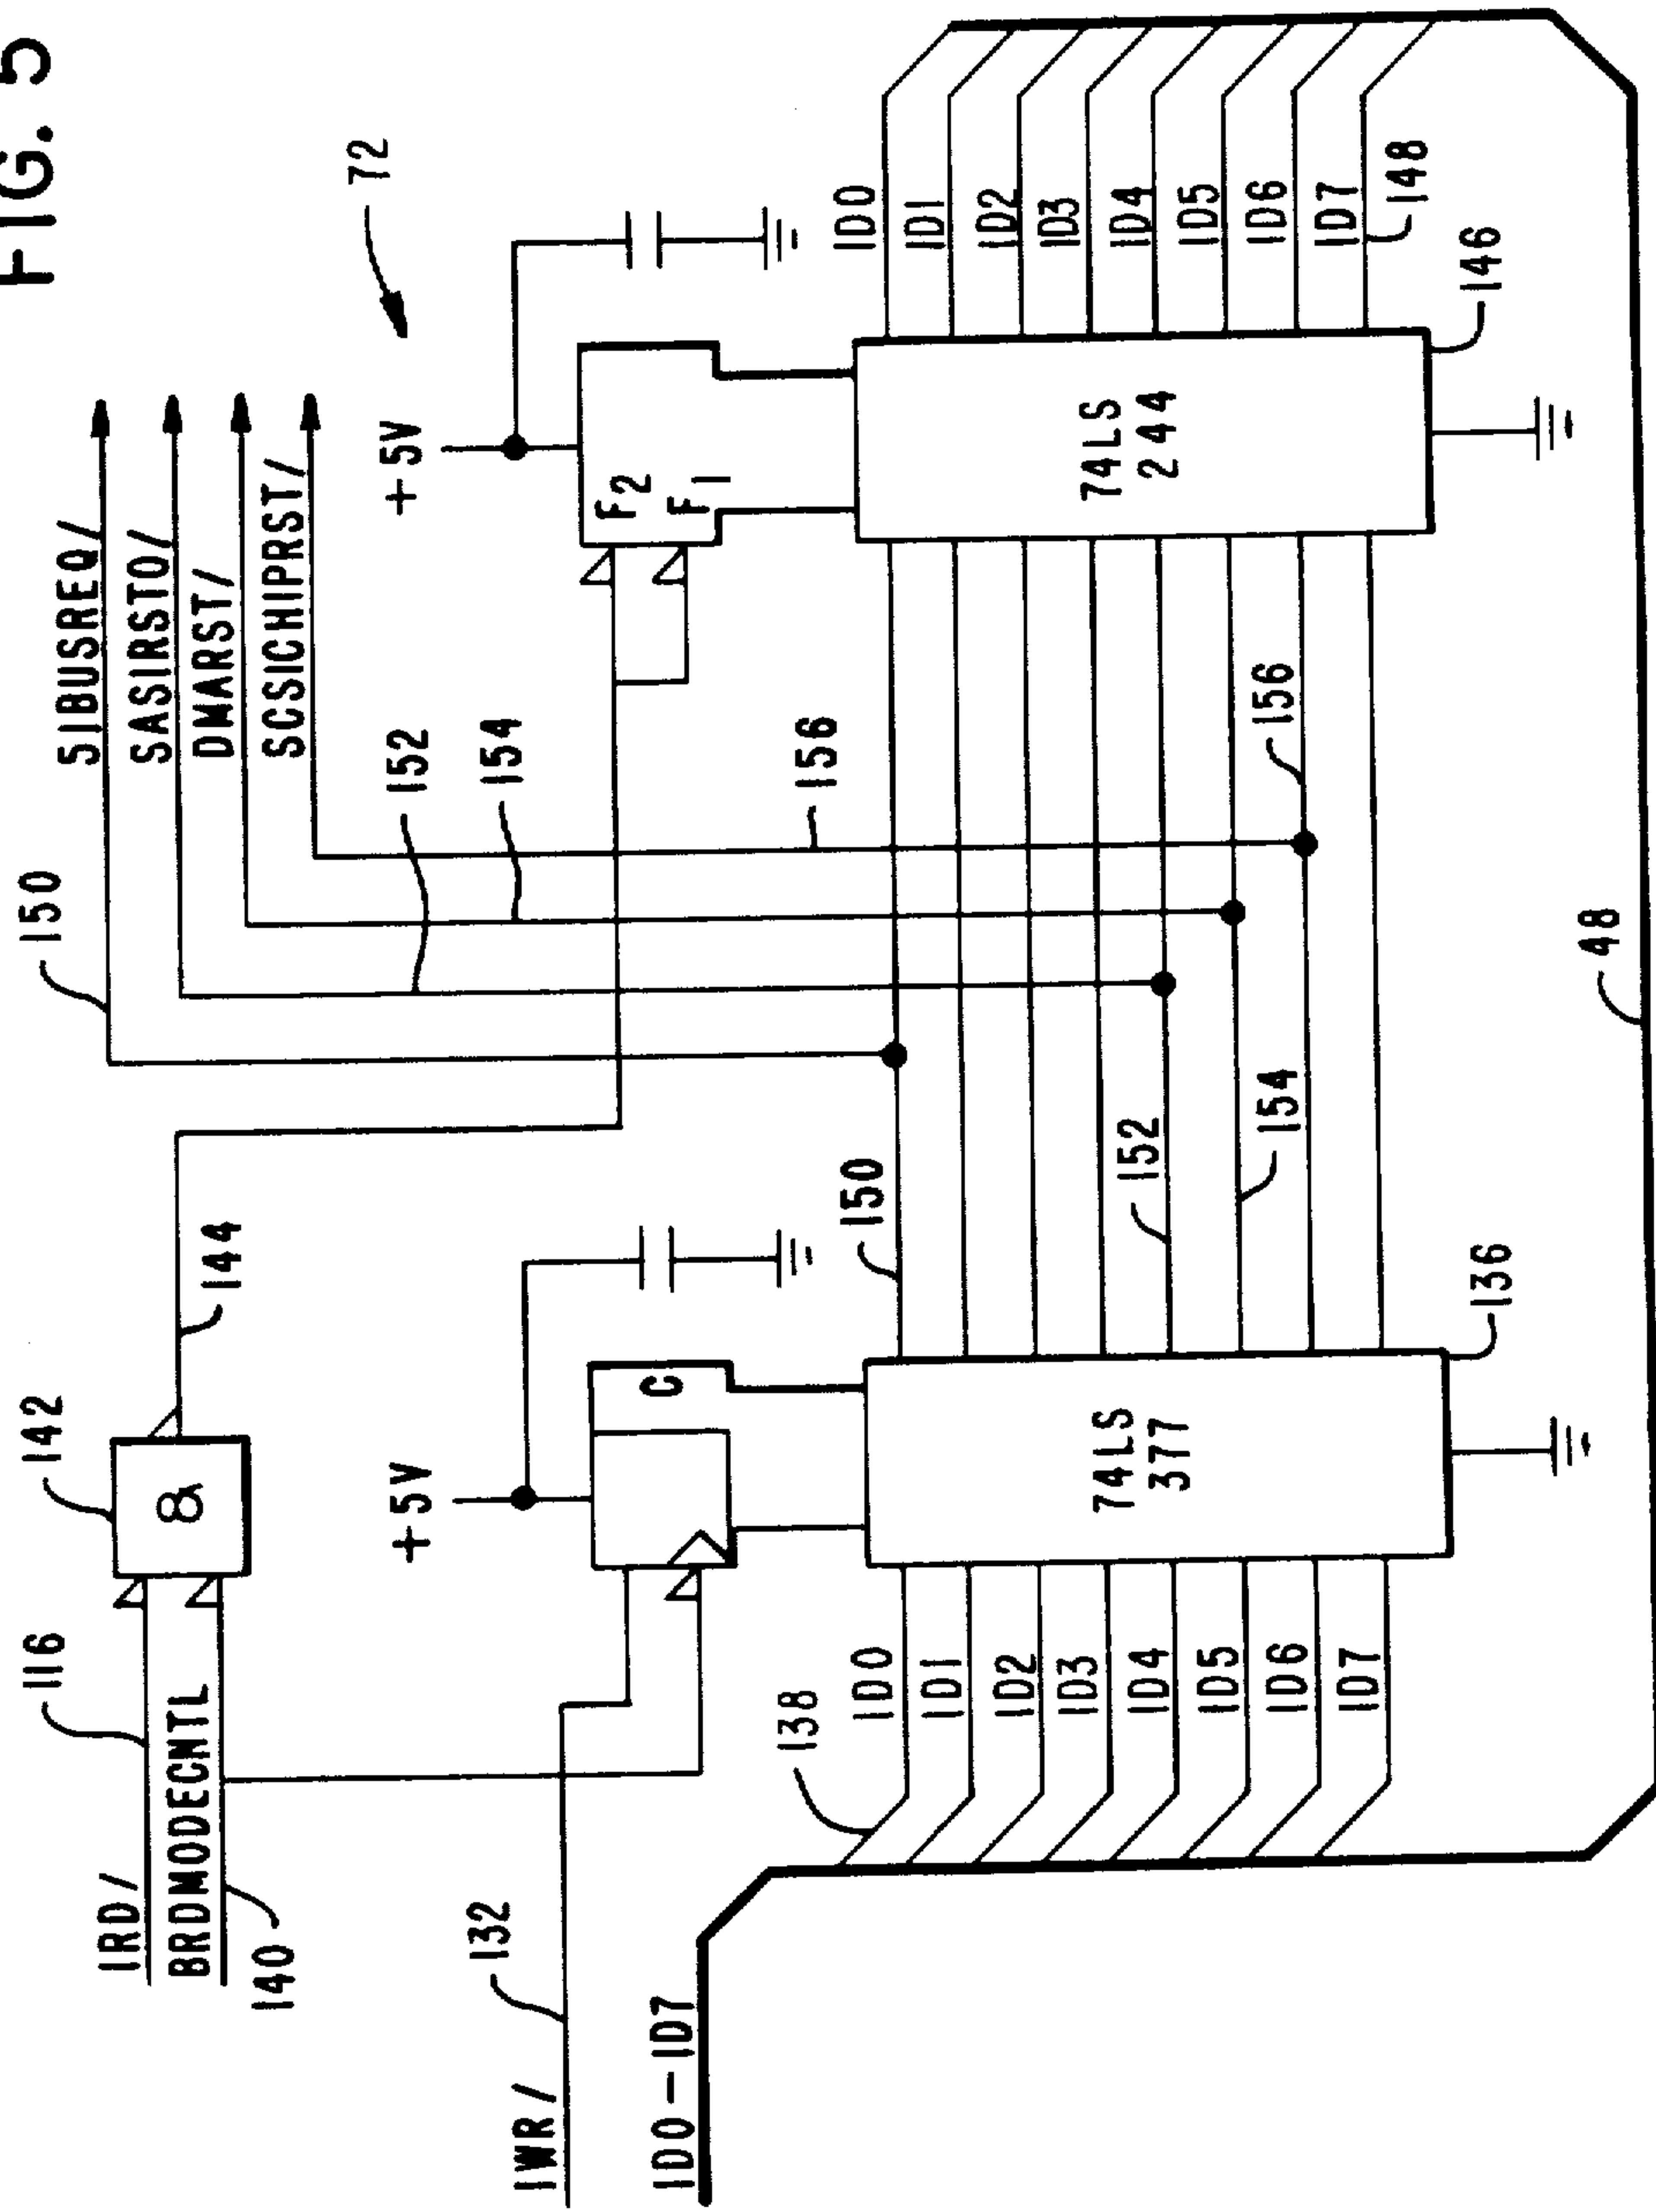 FIG. 5
72
150
51BUSREQ/
SASIRSTO/
DMARST/
SCSICHIPRST/
152
154
156
142
144
116
IRD/
BRDMODECNTL
140
+5V
+5V
F2
F1
C
132
IWR/
ID0-ID7
138
ID0
ID1
ID2
ID3
ID4
ID5
ID6
ID7
&
74LS
377
136
150
152
154
156
74LS
244
146
ID0
ID1
ID2
ID3
ID4
ID5
ID6
ID7
148
48